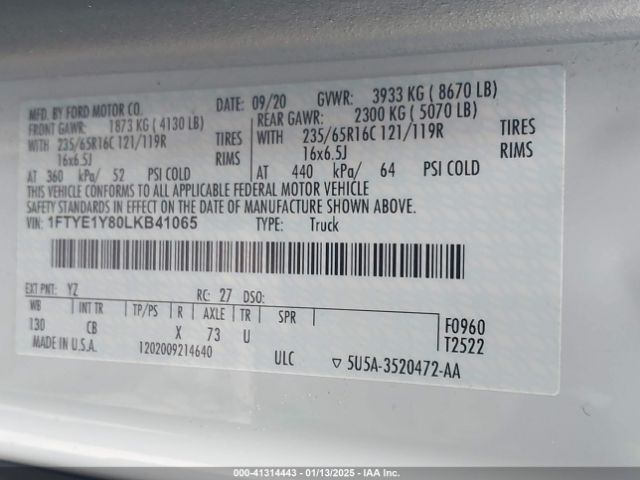 MFD. BY FORD MOTOR CO. DATE: 09/20 GVWR: 3933 KG ( 8670 LB)
FRONT GAWR: 1873 KG ( 4130 LB) REAR GAWR: 2300 KG ( 5070 LB)
WITH 235/65R16C 121/119R TIRES WITH 235/65R16C 121/119R TIRES
16x6.5J RIMS 16x6.5J RIMS
AT 360 kPa/ 52 PSI COLD AT 440 kPa/ 64 PSI COLD
THIS VEHICLE CONFORMS TO ALL APPLICABLE FEDERAL MOTOR VEHICLE
SAFETY STANDARDS IN EFFECT ON THE DATE OF MANUFACTURE SHOWN ABOVE.
VIN: 1FTYE1Y80LKB41065 TYPE: Truck
EXT PNT: YZ RC: 27 DSO:
WB INT TR TP/PS R AXLE TR SPR
130 CB X 73 U
F0960
T2522
MADE IN U.S.A. 1202009214640 ULC ▽ 5U5A-3520472-AA
000-41314443 - 01/13/2025 - IAA Inc.